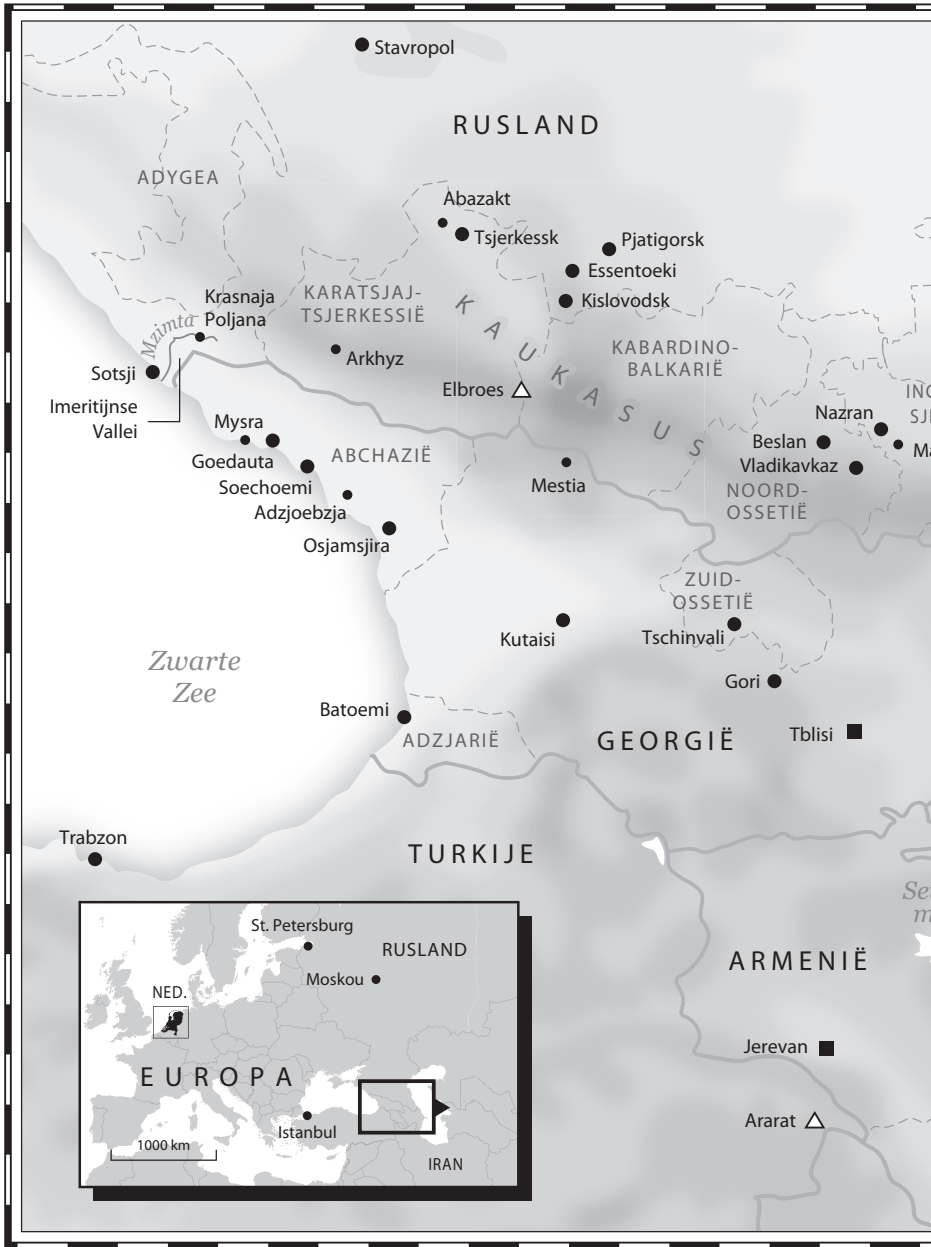 Stavropol
RUSLAND
ADYGEA
Abazakt
Tsjerkessk
Pjatigorsk
Essentoeki
Kislovodsk
Krasnaja
Poljana
KARATSJAJ-
TSJERKESSIË
KAUKASUS
Mzimta
Arkhyz
KABARDINO-
BALKARIË
Sotsji
Elbroes
Imeritijnse
Vallei
Mysra
Goedauta
ABCHAZIË
Soechoemi
Adzjoebzja
Osjamsjira
Mestia
Nazran
Beslan
Vladikavkaz
NOORD-
OSSETIË
ZUID-
OSSETIË
Kutaisi
Tschinvali
Gori
Zwarte
Zee
Batoemi
ADZJARIË
GEORGIË
Tblisi
Trabzon
TURKIJE
ARMENIË
Jerevan
Ararat
St. Petersburg
RUSLAND
Moskou
NED.
EUROPA
Istanbul
1000 km
IRAN